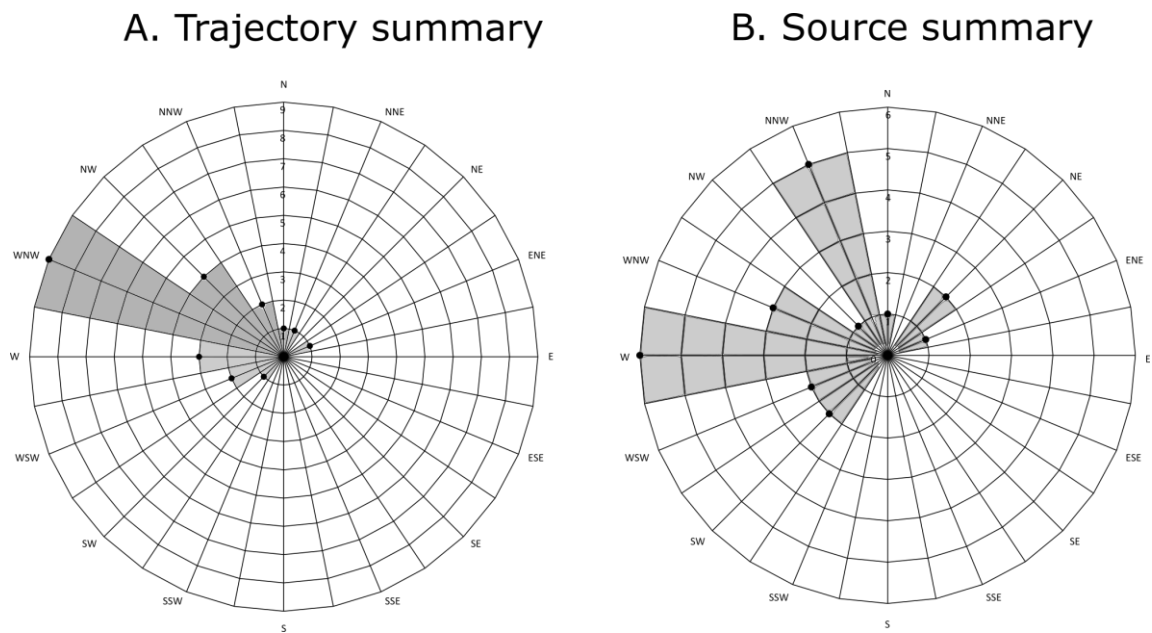 A. Trajectory summary
N
NNE
NE
ENE
E
ESE
SE
SSE
S
SSW
SW
WSW
W
WNW
NW
NNW
9
8
7
6
5
4
3
2
1
B. Source summary
N
NNE
NE
ENE
E
ESE
SE
SSE
S
SSW
SW
WSW
W
WNW
NW
NNW
6
5
4
3
2
1
0